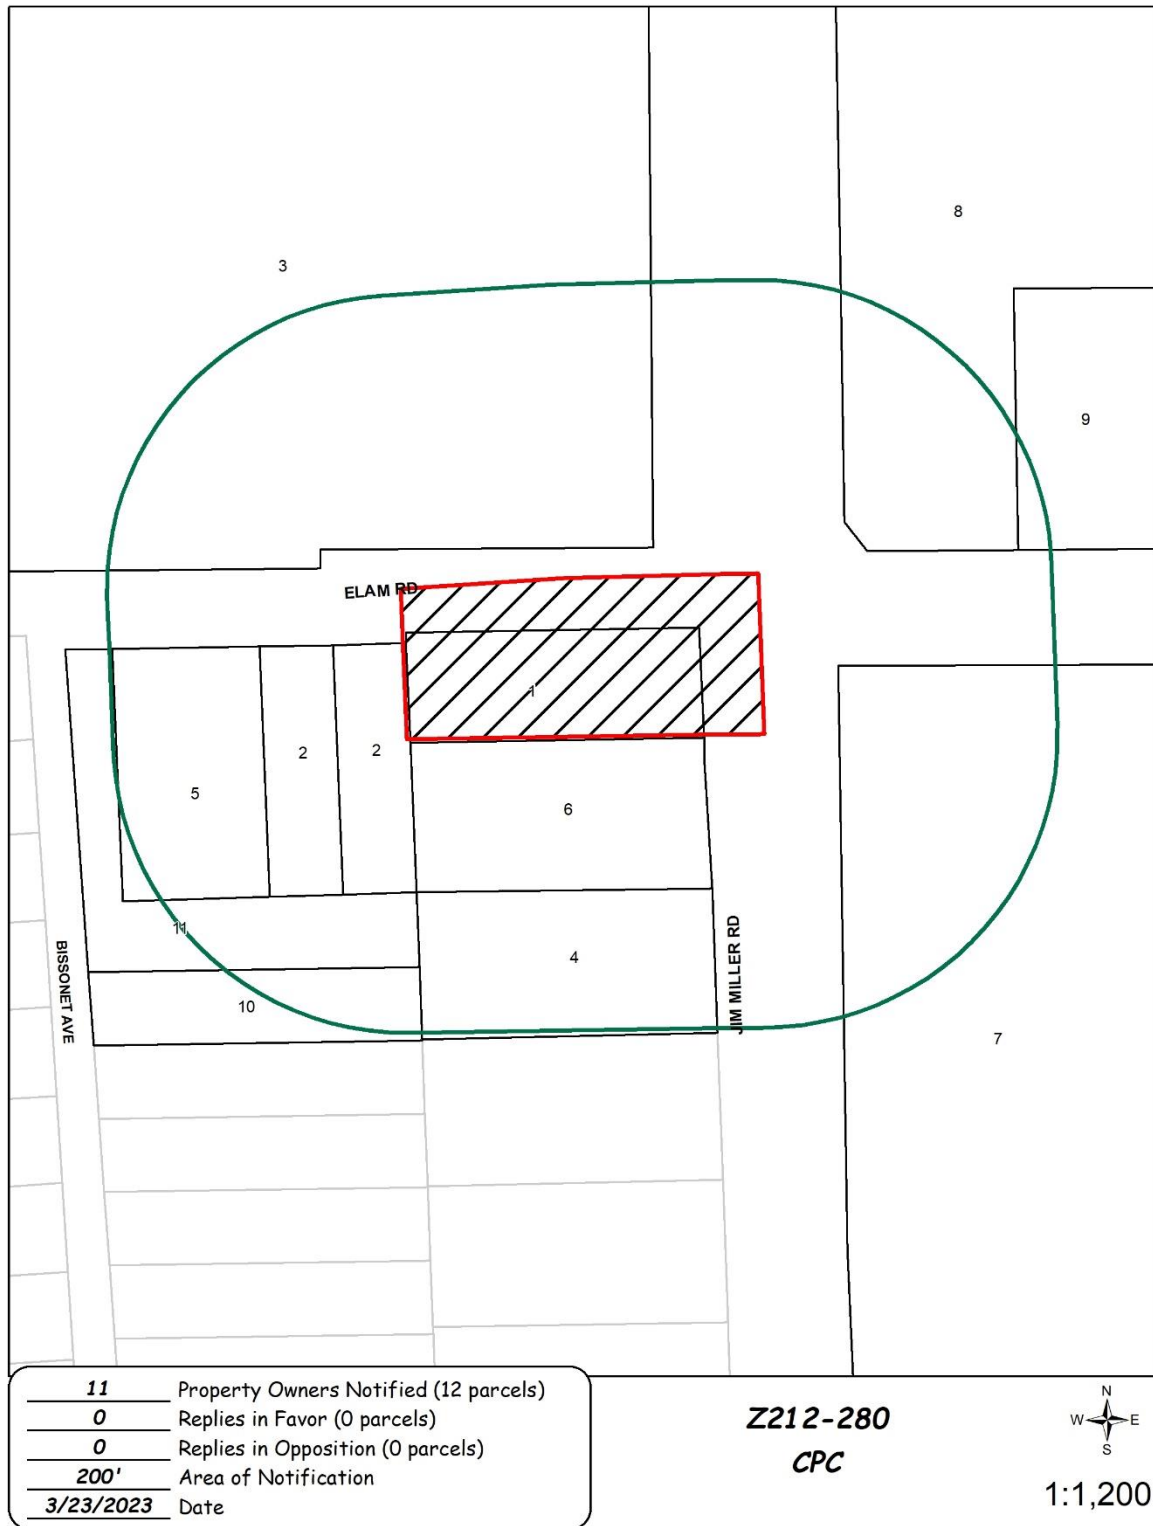 8
3
9
ELAM RD
1
2
2
5
6
11
4
BISSONET AVE
JIM MILLER RD
10
7
11 Property Owners Notified (12 parcels)
0 Replies in Favor (0 parcels)
0 Replies in Opposition (0 parcels)
200' Area of Notification
3/23/2023 Date
Z212-280
CPC
N
W E
S
1:1,200